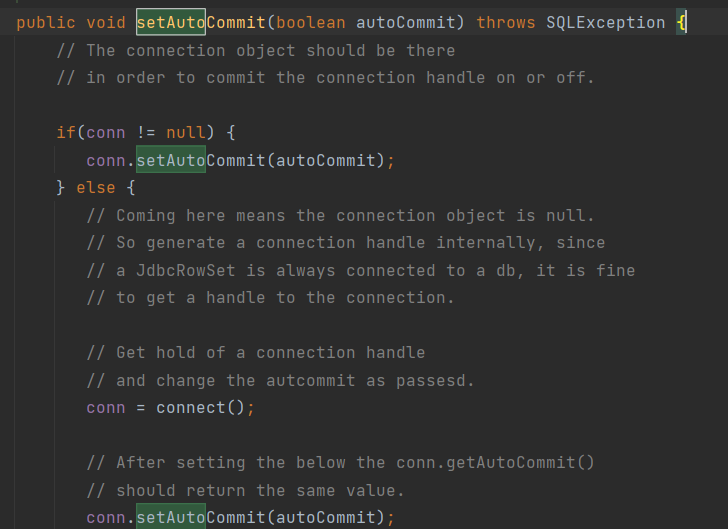 public void setAutoCommit(boolean autoCommit) throws SQLException {
// The connection object should be there
// in order to commit the connection handle on or off.
if(conn != null) {
conn.setAutoCommit(autoCommit);
} else {
// Coming here means the connection object is null.
// So generate a connection handle internally, since
// a JdbcRowSet is always connected to a db, it is fine
// to get a handle to the connection.
// Get hold of a connection handle
// and change the autcommit as passesd.
conn = connect();
// After setting the below the conn.getAutoCommit()
// should return the same value.
conn.setAutoCommit(autoCommit);